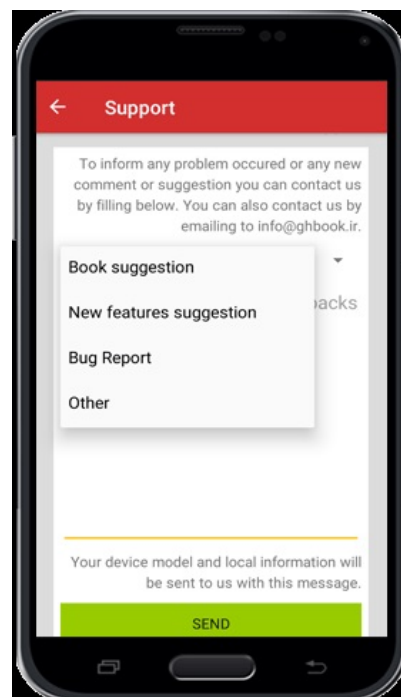 Support
To inform any problem occured or any new
comment or suggestion you can contact us
by filling below. You can also contact us by
emailing to info@ghbook.ir.
Book suggestion
New features suggestion
Bug Report
Other
Your device model and local information will
be sent to us with this message.
SEND